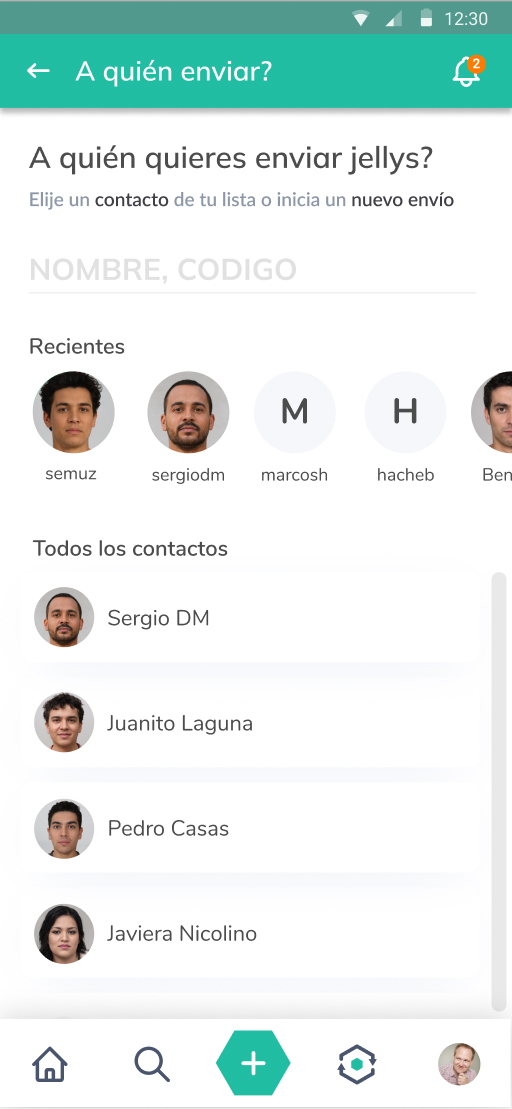 12:30
A quién enviar?
2
A quién quieres enviar jellys?
Elije un contacto de tu lista o inicia un nuevo envío
NOMBRE, CODIGO
Recientes
M H
semuz sergiodm marcosh hacheb Ben
Todos los contactos
Sergio DM
Juanito Laguna
Pedro Casas
Javiera Nicolino